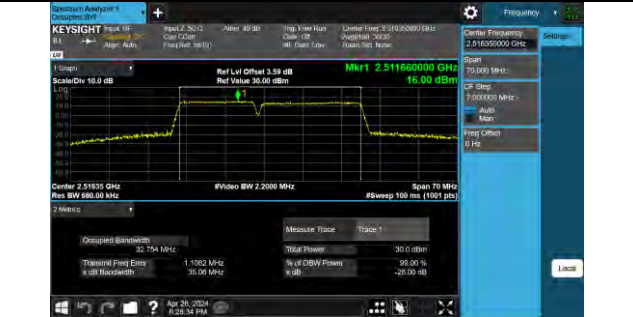 Spectrum Analyzer 1
Occupied BW
+
Frequency
KEYSIGHT Input: RF
Coupling: DC
Align: Auto
Input Z: 50 Ω
Atten: 40 dB
Trig: Free Run
Gate: Off
Center Freq: 2.516350000 GHz
Radio Std: None
Center Frequency
2.516350000 GHz
Settings
Span
70.000 MHz
CF Step
7.000000 MHz
Auto
Man
Freq Offset
0 Hz
1 Graph
Scale/Div 10.0 dB
Ref Lvl Offset 3.59 dB
Ref Value 30.00 dBm
Mkr1 2.511660000 GHz
16.00 dBm
Log
1
Center 2.51635 GHz
Res BW 680.00 kHz
#Video BW 2.2000 MHz
Span 70 MHz
#Sweep 100 ms (1001 pts)
2 Metrics
Measure Trace
Trace 1
Occupied Bandwidth
32.754 MHz
Total Power
30.0 dBm
Transmit Freq Error
1.1082 MHz
% of OBW Power
99.00 %
x dB Bandwidth
35.06 MHz
x dB
-26.00 dB
Local
?
Apr 26, 2024
6:28:34 PM